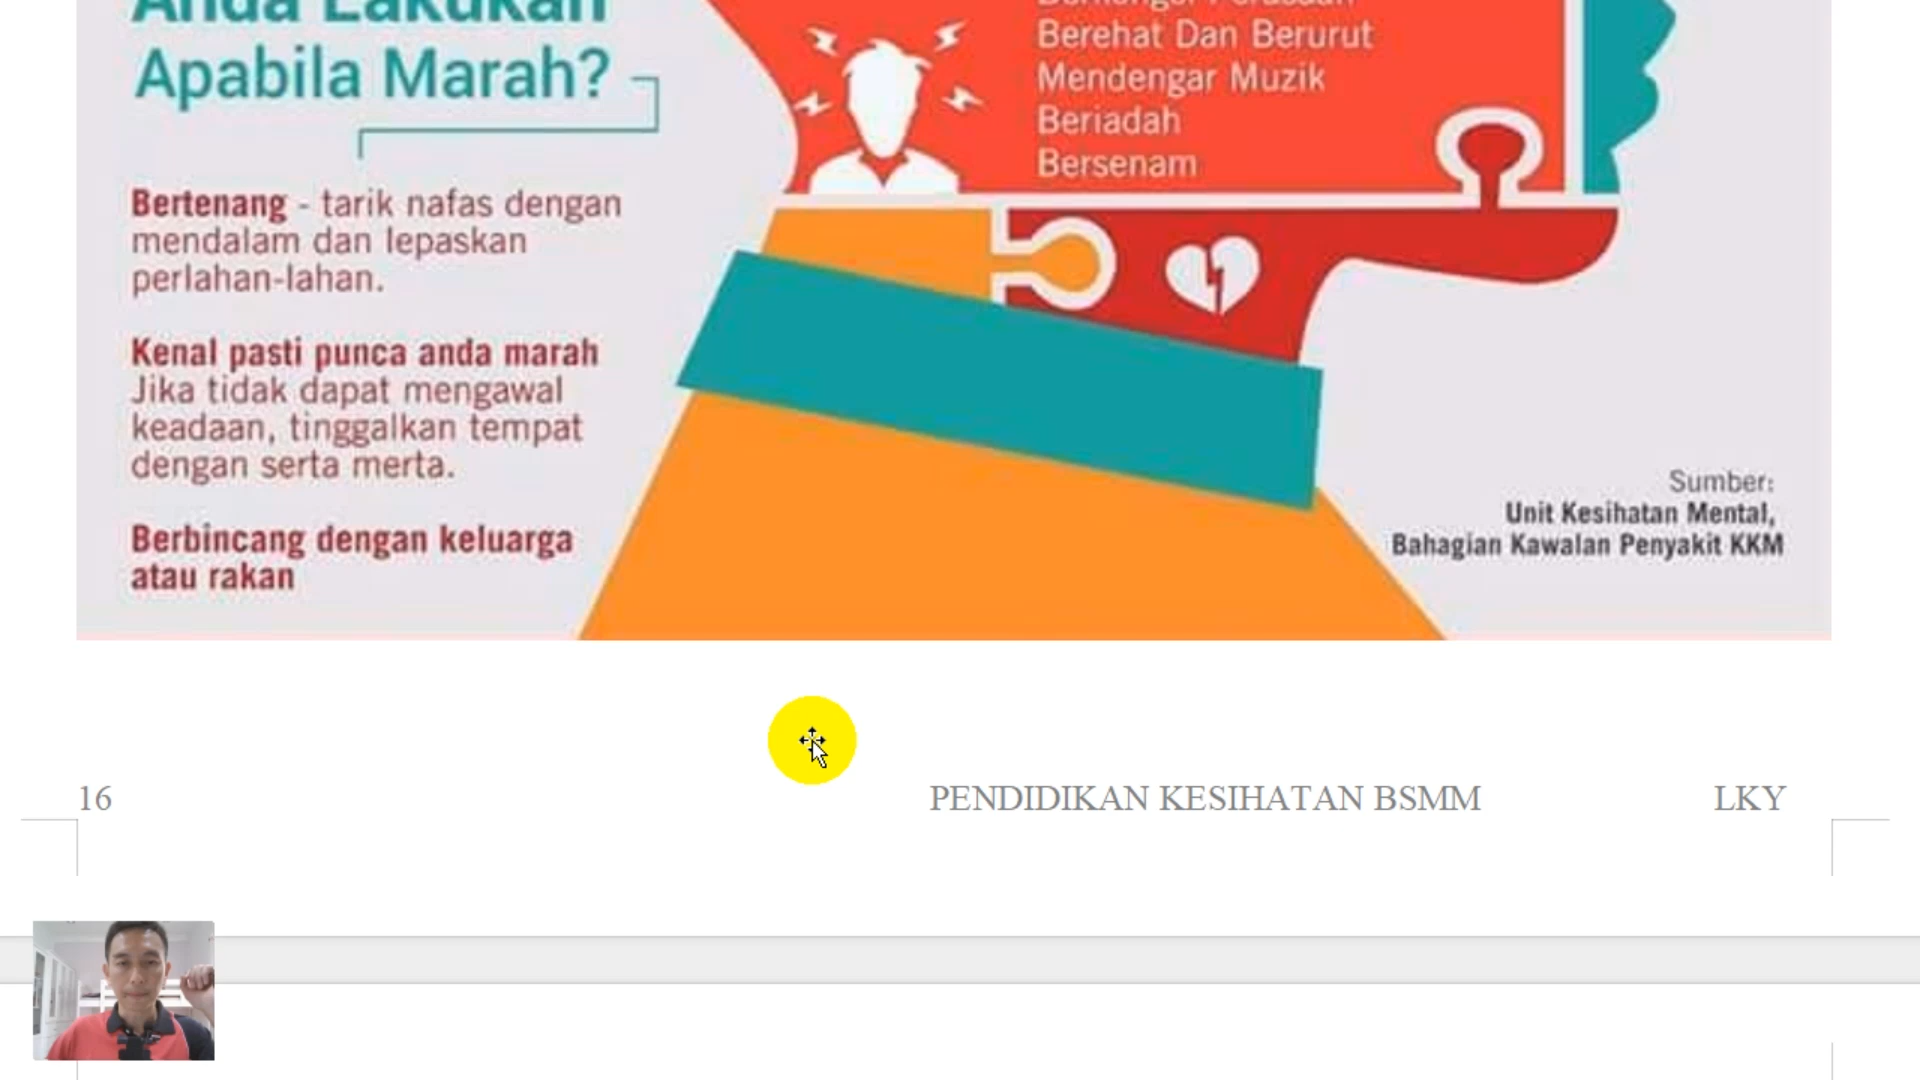 Anda Lakukan
Apabila Marah?
Bertenang - tarik nafas dengan
mendalam dan lepaskan
perlahan-lahan.
Kenal pasti punca anda marah
Jika tidak dapat mengawal
keadaan, tinggalkan tempat
dengan serta merta.
Berbincang dengan keluarga
atau rakan
Berehat Dan Berurut
Mendengar Muzik
Beriadah
Bersenam
Sumber:
Unit Kesihatan Mental,
Bahagian Kawalan Penyakit KKM
16
PENDIDIKAN KESIHATAN BSMM
LKY